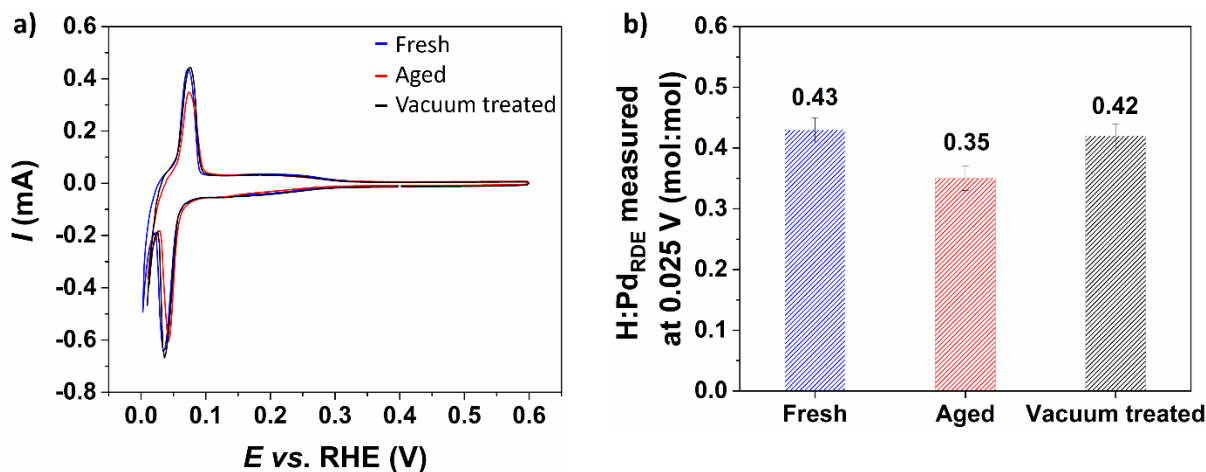 a)
Fresh
Aged
Vacuum treated
I (mA)
0.6
0.4
0.2
0.0
-0.2
-0.4
-0.6
-0.8
0.0 0.1 0.2 0.3 0.4 0.5 0.6
E vs. RHE (V)
b)
H:PdRDE measured
at 0.025 V (mol:mol)
0.6
0.5
0.4
0.3
0.2
0.1
0.0
0.43
0.35
0.42
Fresh Aged Vacuum treated